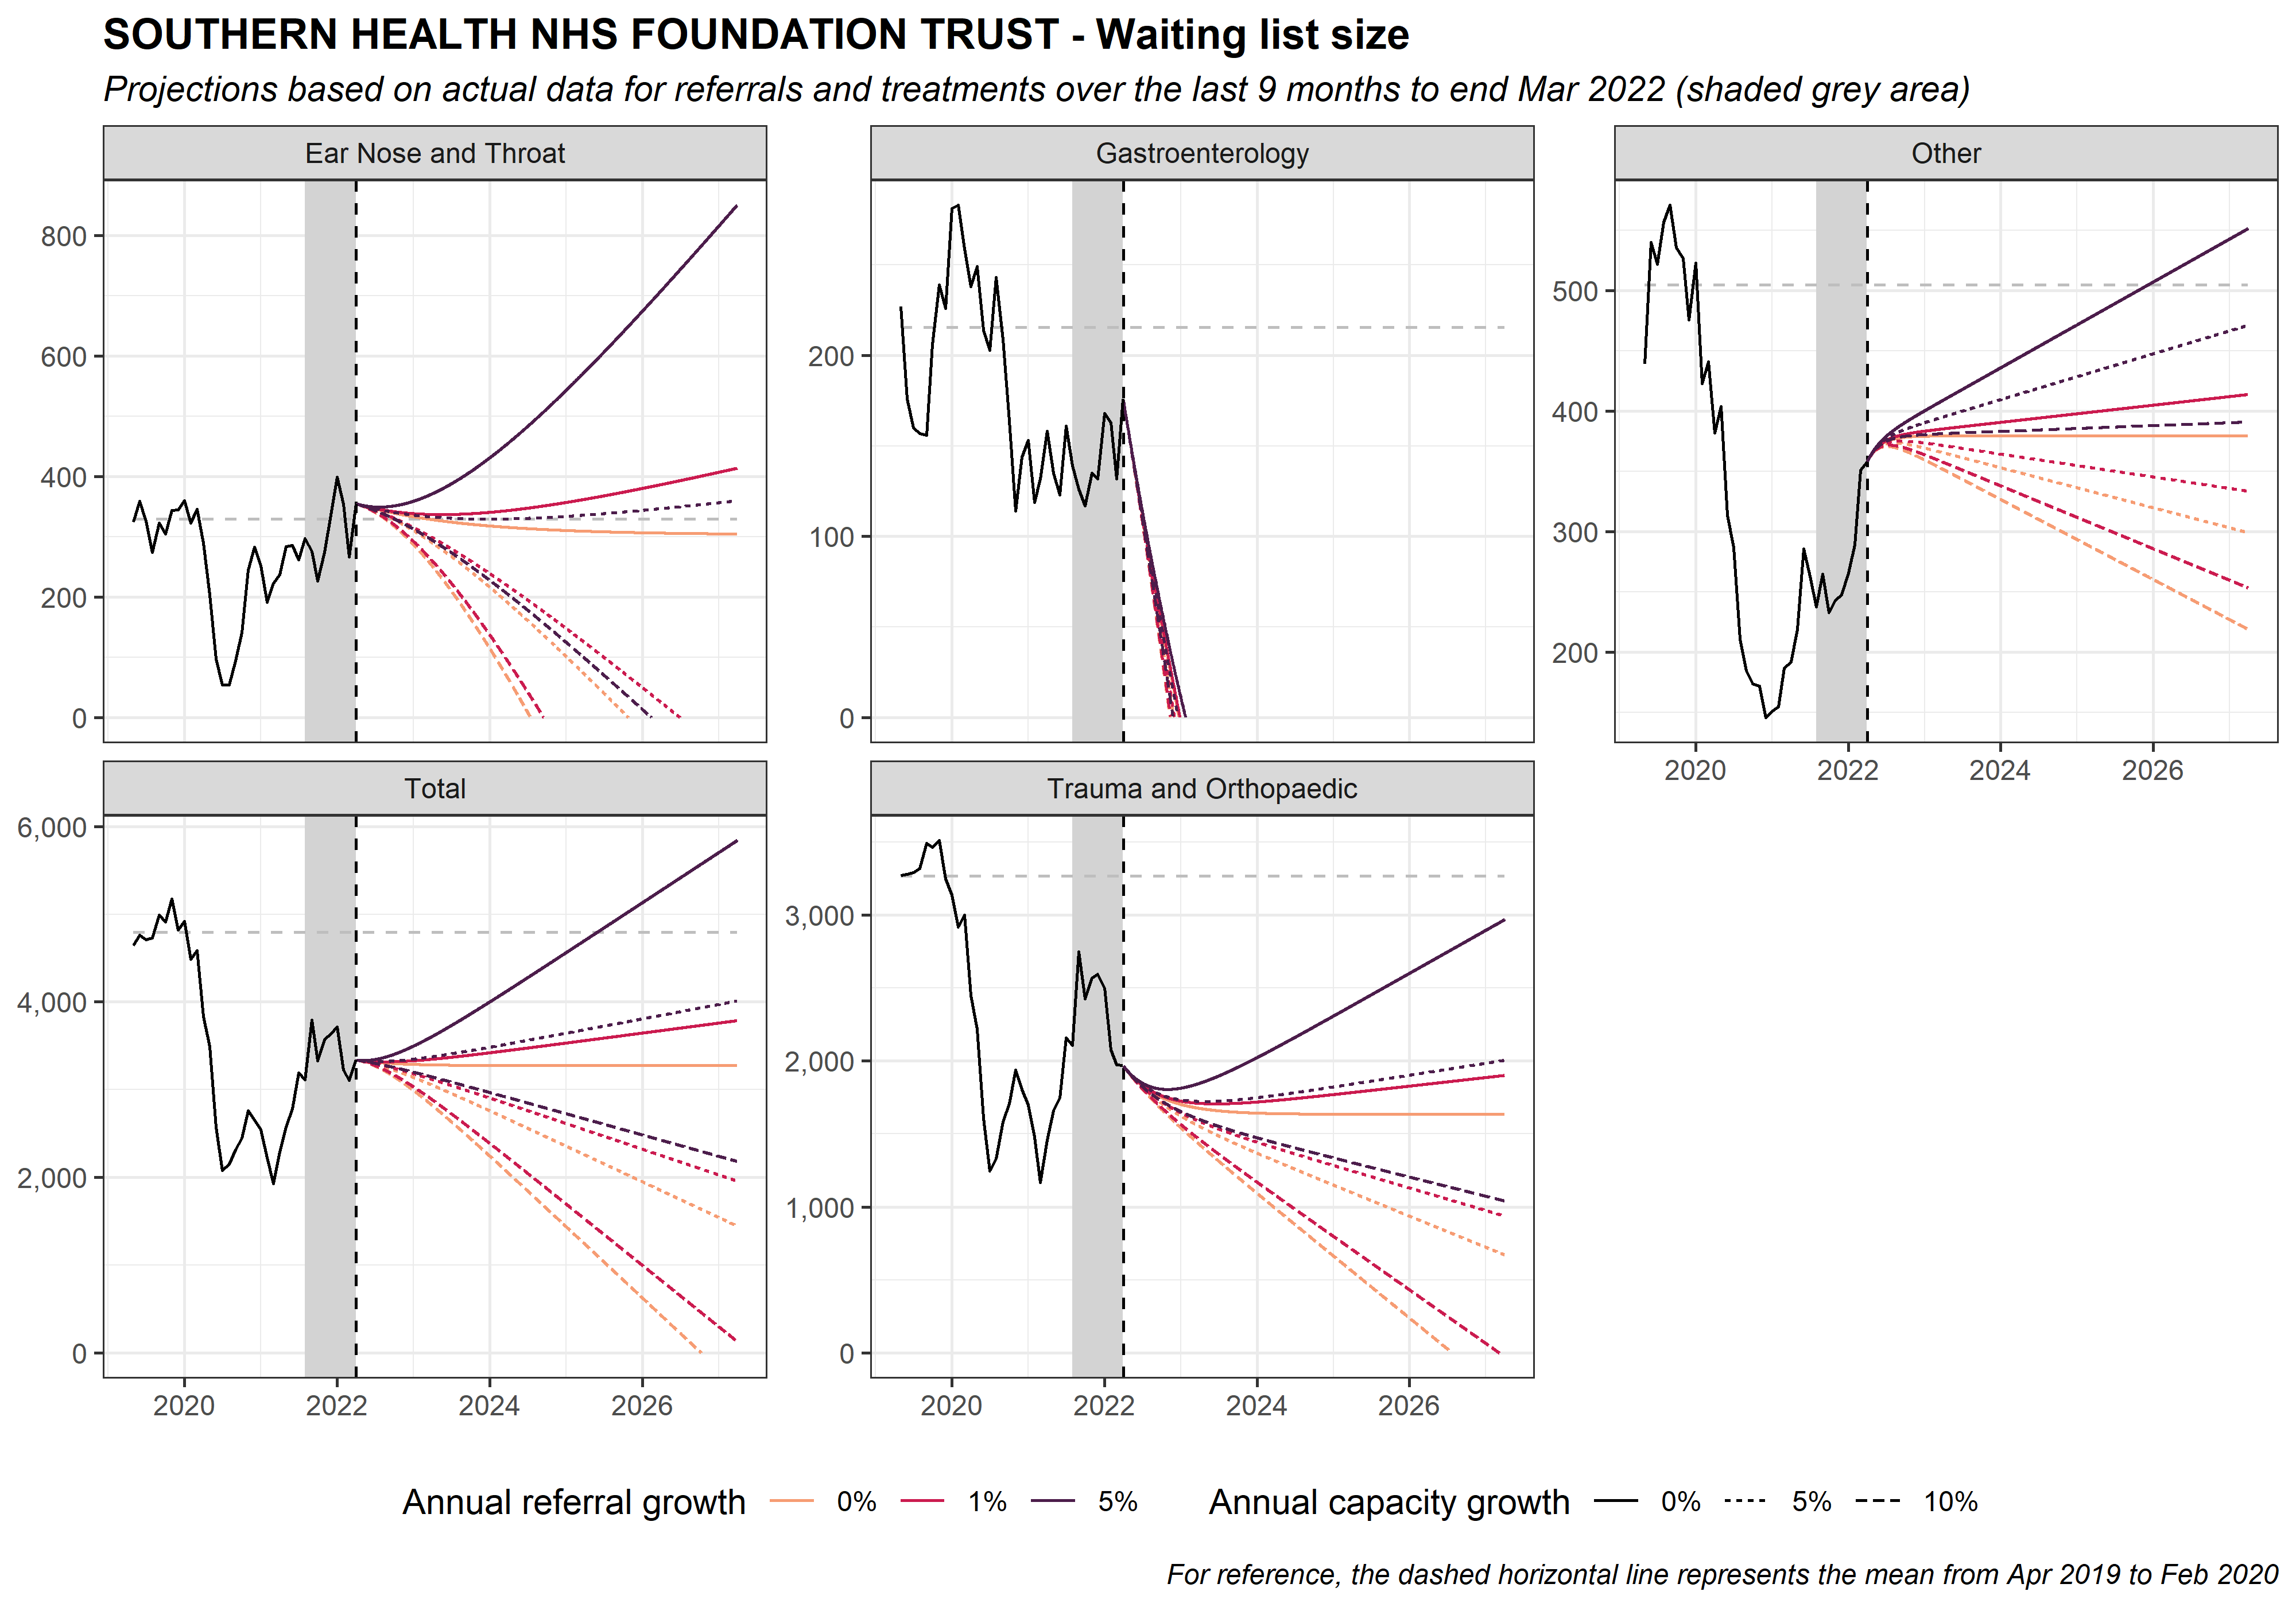 SOUTHERN HEALTH NHS FOUNDATION TRUST - Waiting list size
Projections based on actual data for referrals and treatments over the last 9 months to end Mar 2022 (shaded grey area)
Ear Nose and Throat
800
600
400
200
0
Gastroenterology
200
100
0
Other
500
400
300
200
2020 2022 2024 2026
Total
6,000
4,000
2,000
0
2020 2022 2024 2026
Trauma and Orthopaedic
3,000
2,000
1,000
0
2020 2022 2024 2026
Annual referral growth 0% 1% 5% Annual capacity growth 0% 5% 10%
For reference, the dashed horizontal line represents the mean from Apr 2019 to Feb 2020